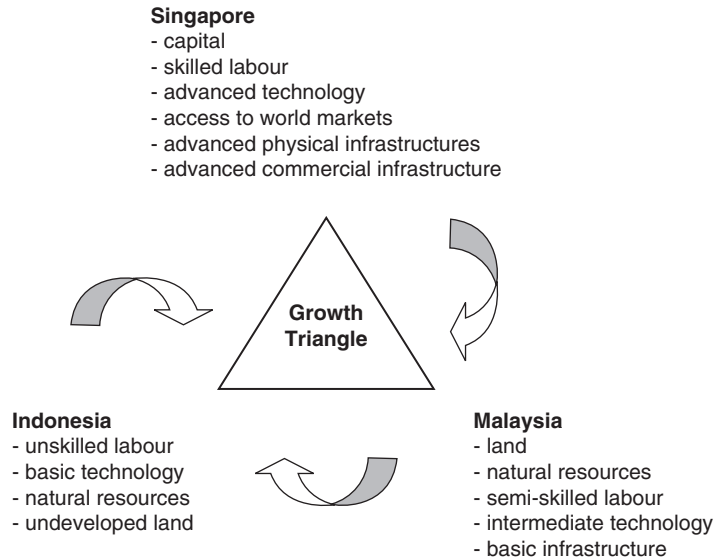 Singapore
- capital
- skilled labour
- advanced technology
- access to world markets
- advanced physical infrastructures
- advanced commercial infrastructure
Growth
Triangle
Indonesia
- unskilled labour
- basic technology
- natural resources
- undeveloped land
Malaysia
- land
- natural resources
- semi-skilled labour
- intermediate technology
- basic infrastructure